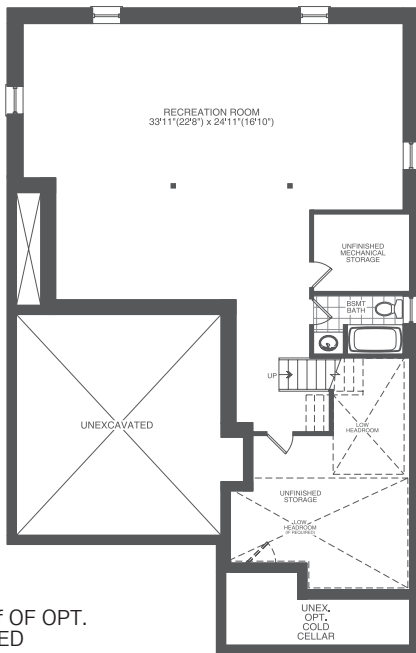 RECREATION ROOM
33'11"(22'8") x 24'11"(16'10")
UNFINISHED
MECHANICAL
STORAGE
BSMT
BATH
UP
UNEXCAVATED
LOW
HEADROOM
UNFINISHED
STORAGE
LOW
HEADROOM
(IF REQUIRED)
UNEX.
OPT.
COLD
CELLAR
OF OPT.
ED